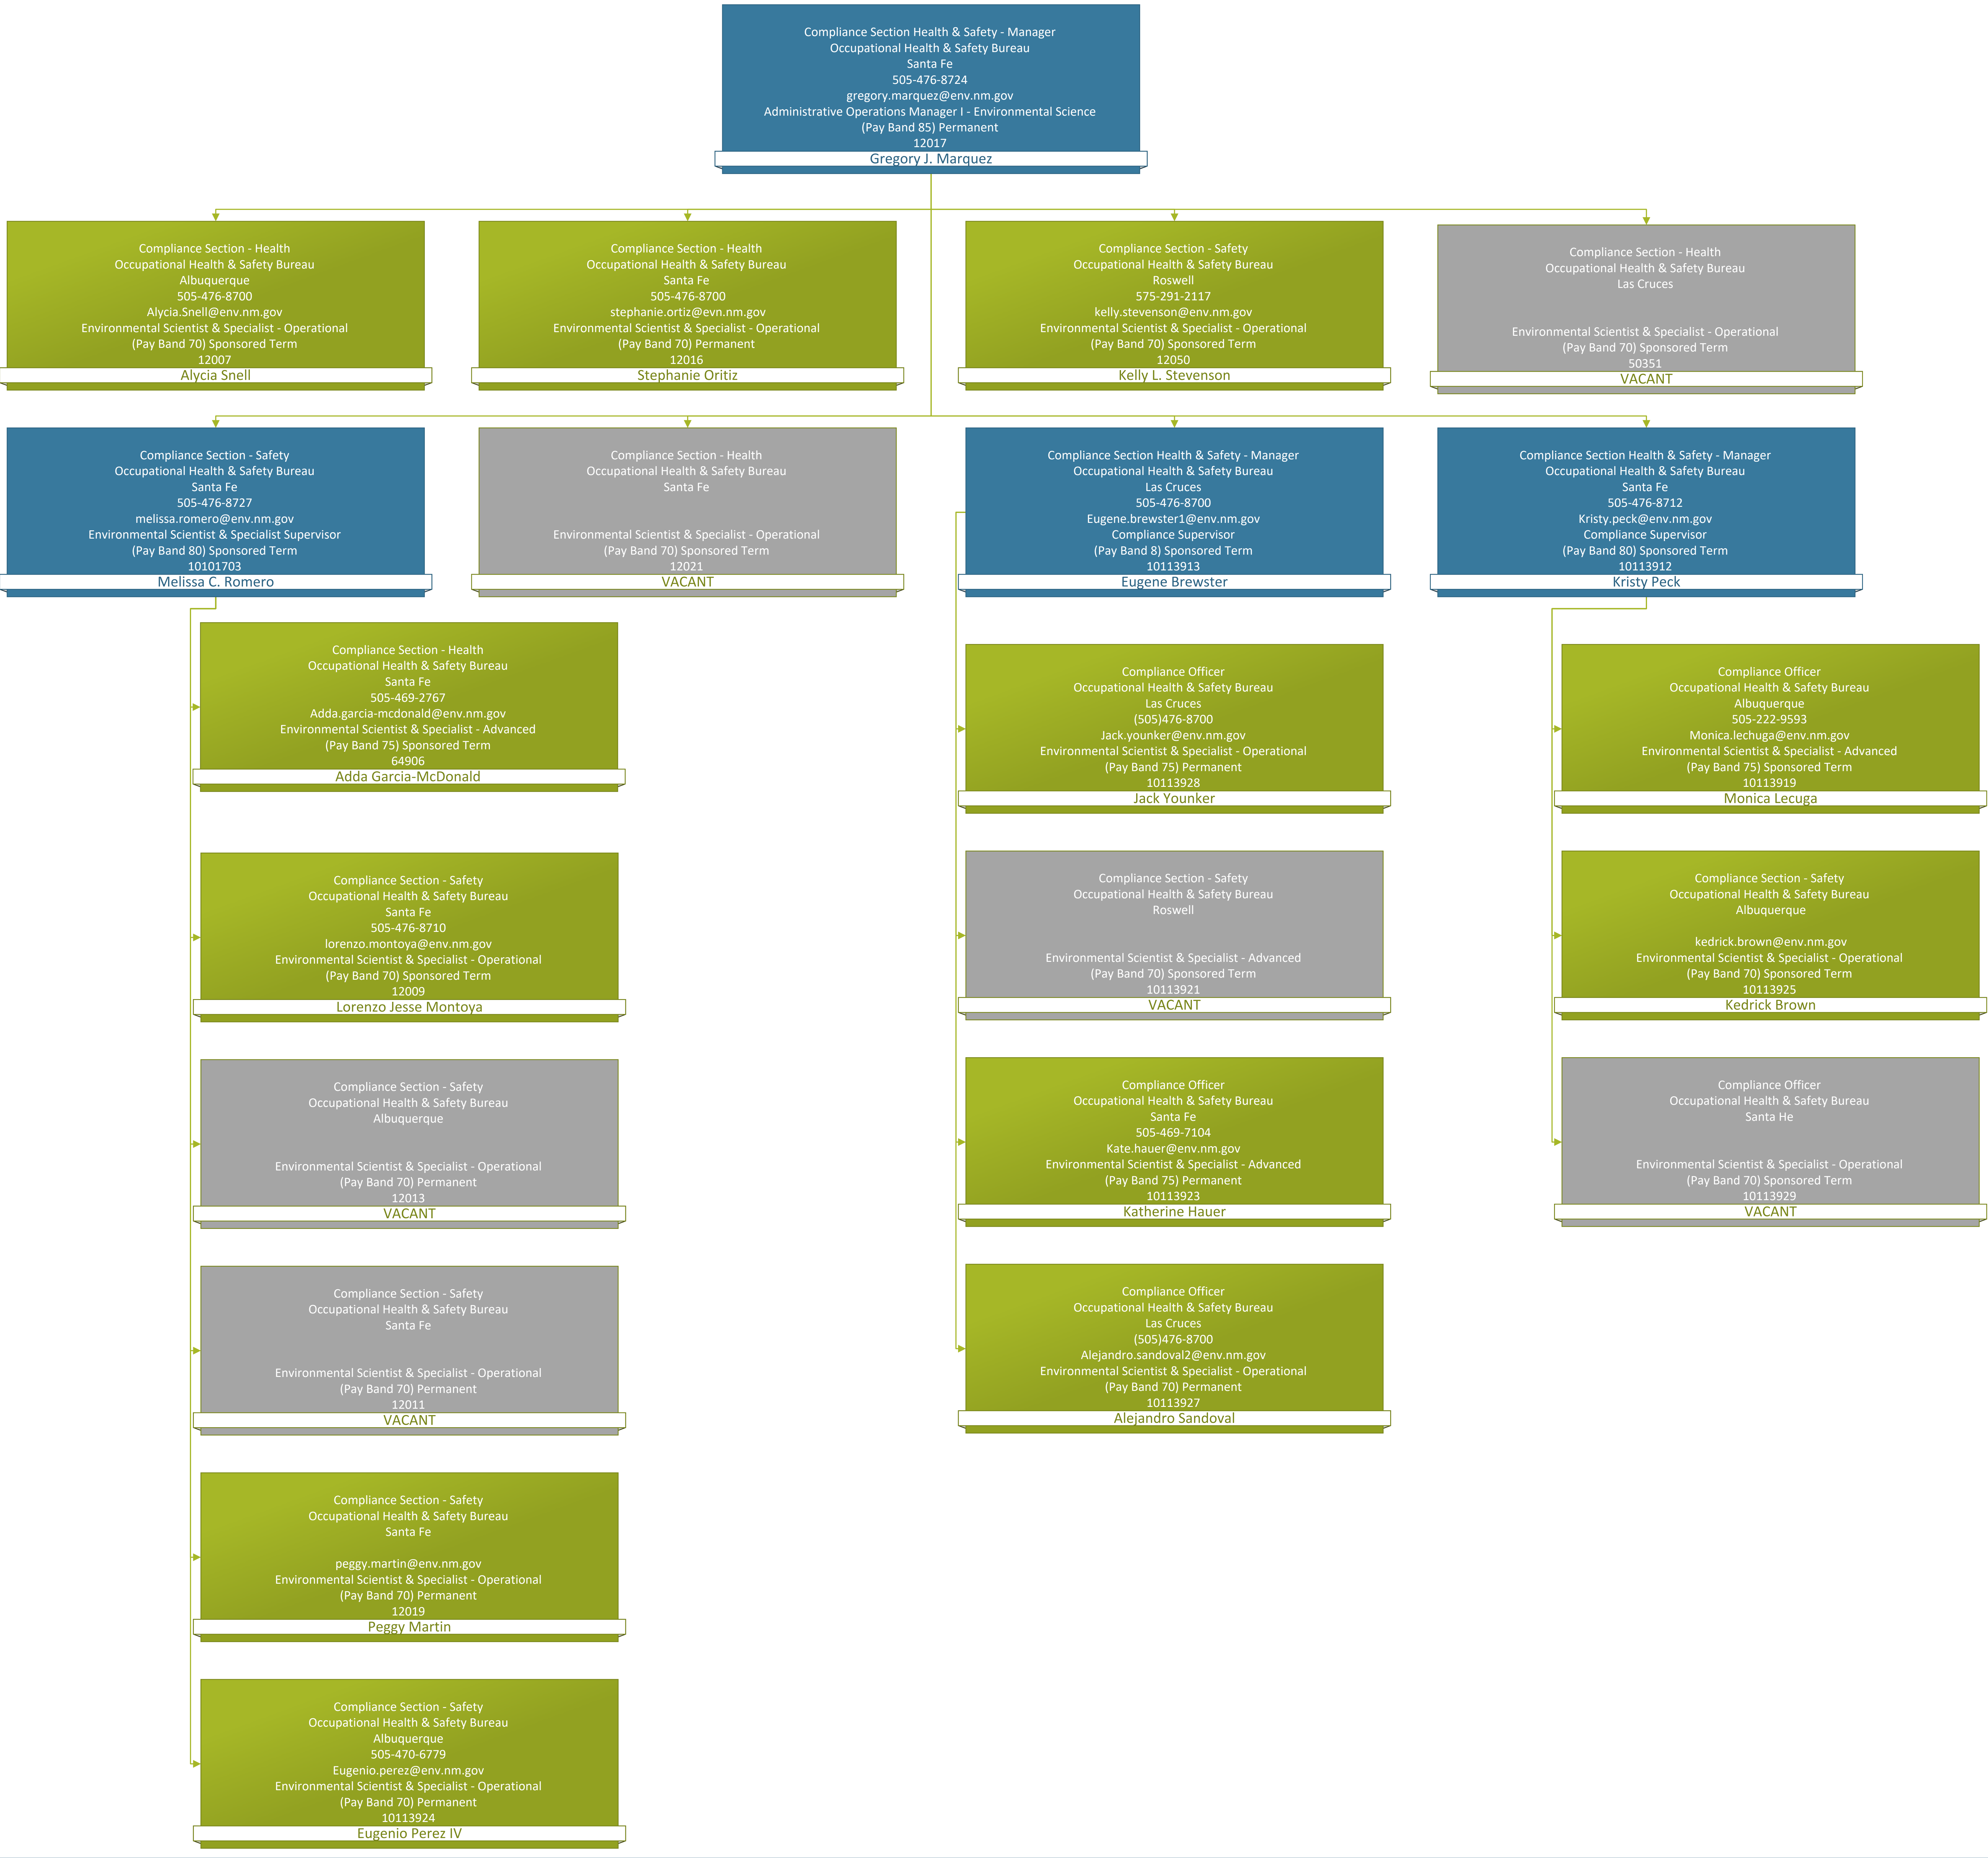 Compliance Section Health & Safety - Manager
Occupational Health & Safety Bureau
Santa Fe
505-476-8724
gregory.marquez@env.nm.gov
Administrative Operations Manager I - Environmental Science
(Pay Band 85) Permanent
12017
Gregory J. Marquez
Compliance Section - Health
Occupational Health & Safety Bureau
Albuquerque
505-476-8700
Alycia.Snell@env.nm.gov
Environmental Scientist & Specialist - Operational
(Pay Band 70) Sponsored Term
12007
Alycia Snell
Compliance Section - Health
Occupational Health & Safety Bureau
Santa Fe
505-476-8700
stephanie.ortiz@evn.nm.gov
Environmental Scientist & Specialist - Operational
(Pay Band 70) Permanent
12016
Stephanie Oritiz
Compliance Section - Safety
Occupational Health & Safety Bureau
Roswell
575-291-2117
kelly.stevenson@env.nm.gov
Environmental Scientist & Specialist - Operational
(Pay Band 70) Sponsored Term
12050
Kelly L. Stevenson
Compliance Section - Health
Occupational Health & Safety Bureau
Las Cruces
Environmental Scientist & Specialist - Operational
(Pay Band 70) Sponsored Term
50351
VACANT
Compliance Section - Safety
Occupational Health & Safety Bureau
Santa Fe
505-476-8727
melissa.romero@env.nm.gov
Environmental Scientist & Specialist Supervisor
(Pay Band 80) Sponsored Term
10101703
Melissa C. Romero
Compliance Section - Health
Occupational Health & Safety Bureau
Santa Fe
Environmental Scientist & Specialist - Operational
(Pay Band 70) Sponsored Term
12021
VACANT
Compliance Section Health & Safety - Manager
Occupational Health & Safety Bureau
Las Cruces
505-476-8700
Eugene.brewster1@env.nm.gov
Compliance Supervisor
(Pay Band 8) Sponsored Term
10113913
Eugene Brewster
Compliance Section Health & Safety - Manager
Occupational Health & Safety Bureau
Santa Fe
505-476-8712
Kristy.peck@env.nm.gov
Compliance Supervisor
(Pay Band 80) Sponsored Term
10113912
Kristy Peck
Compliance Section - Health
Occupational Health & Safety Bureau
Santa Fe
505-469-2767
Adda.garcia-mcdonald@env.nm.gov
Environmental Scientist & Specialist - Advanced
(Pay Band 75) Sponsored Term
64906
Adda Garcia-McDonald
Compliance Section - Safety
Occupational Health & Safety Bureau
Santa Fe
505-476-8710
lorenzo.montoya@env.nm.gov
Environmental Scientist & Specialist - Operational
(Pay Band 70) Sponsored Term
12009
Lorenzo Jesse Montoya
Compliance Section - Safety
Occupational Health & Safety Bureau
Albuquerque
Environmental Scientist & Specialist - Operational
(Pay Band 70) Permanent
12013
VACANT
Compliance Section - Safety
Occupational Health & Safety Bureau
Santa Fe
Environmental Scientist & Specialist - Operational
(Pay Band 70) Permanent
12011
VACANT
Compliance Section - Safety
Occupational Health & Safety Bureau
Santa Fe
peggy.martin@env.nm.gov
Environmental Scientist & Specialist - Operational
(Pay Band 70) Permanent
12019
Peggy Martin
Compliance Section - Safety
Occupational Health & Safety Bureau
Albuquerque
505-470-6779
Eugenio.perez@env.nm.gov
Environmental Scientist & Specialist - Operational
(Pay Band 70) Permanent
10113924
Eugenio Perez IV
Compliance Officer
Occupational Health & Safety Bureau
Las Cruces
(505)476-8700
Jack.younker@env.nm.gov
Environmental Scientist & Specialist - Operational
(Pay Band 75) Permanent
10113928
Jack Younker
Compliance Section - Safety
Occupational Health & Safety Bureau
Roswell
Environmental Scientist & Specialist - Advanced
(Pay Band 70) Sponsored Term
10113921
VACANT
Compliance Officer
Occupational Health & Safety Bureau
Santa Fe
505-469-7104
Kate.hauer@env.nm.gov
Environmental Scientist & Specialist - Advanced
(Pay Band 75) Permanent
10113923
Katherine Hauer
Compliance Officer
Occupational Health & Safety Bureau
Las Cruces
(505)476-8700
Alejandro.sandoval2@env.nm.gov
Environmental Scientist & Specialist - Operational
(Pay Band 70) Permanent
10113927
Alejandro Sandoval
Compliance Officer
Occupational Health & Safety Bureau
Albuquerque
505-222-9593
Monica.lechuga@env.nm.gov
Environmental Scientist & Specialist - Advanced
(Pay Band 75) Sponsored Term
10113919
Monica Lecuga
Compliance Section - Safety
Occupational Health & Safety Bureau
Albuquerque
kedrick.brown@env.nm.gov
Environmental Scientist & Specialist - Operational
(Pay Band 70) Sponsored Term
10113925
Kedrick Brown
Compliance Officer
Occupational Health & Safety Bureau
Santa He
Environmental Scientist & Specialist - Operational
(Pay Band 70) Sponsored Term
10113929
VACANT